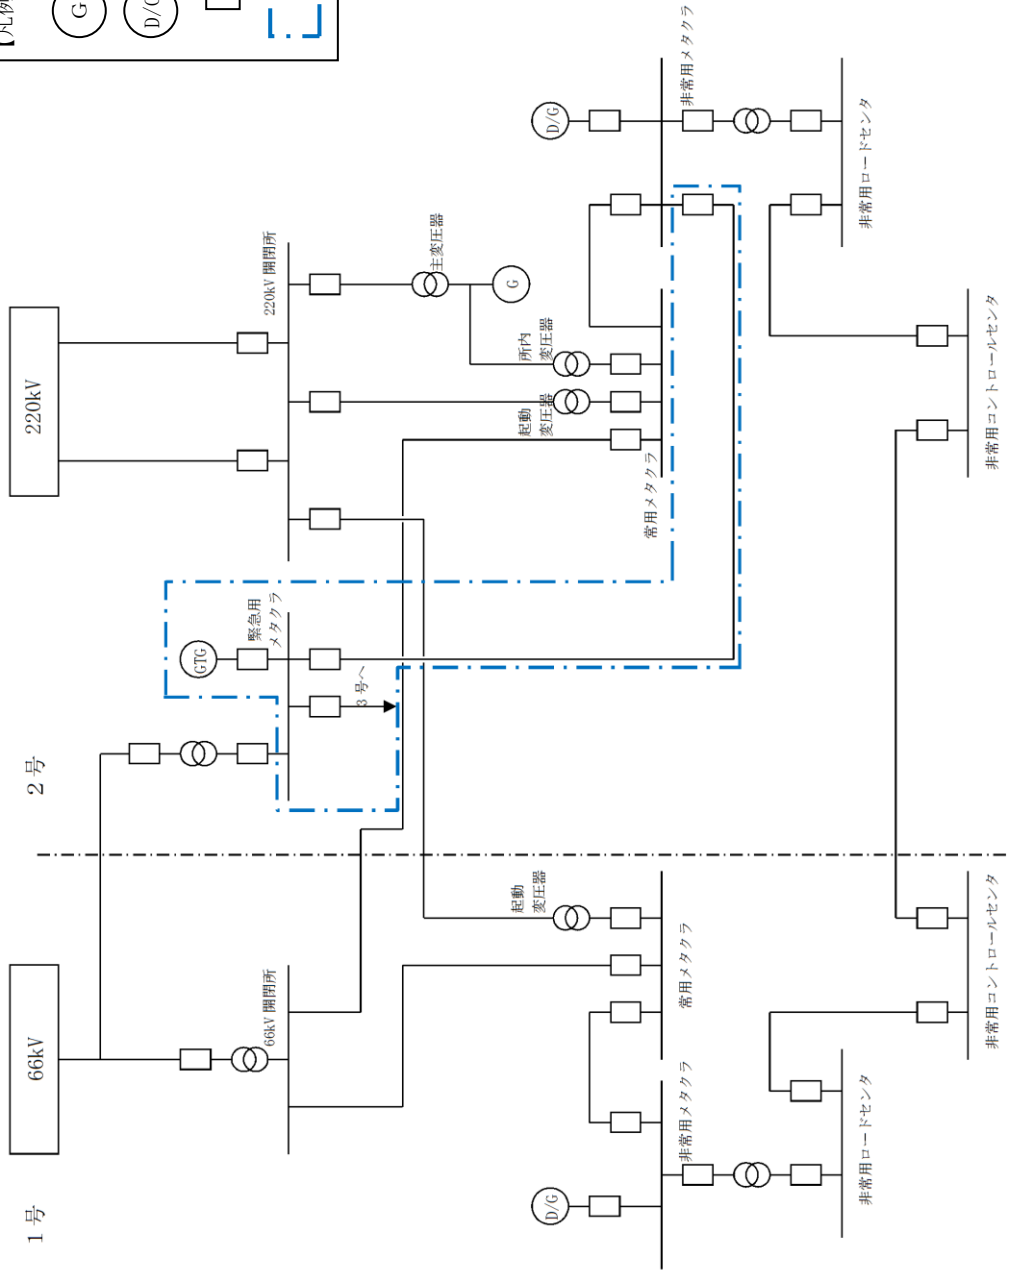 【凡例
G
D/G
1号
2号
66kV
220kV
66kV 開閉所
220kV 開閉所
GTG
緊急用
メタクラ
3号へ
主変圧器
G
所内
変圧器
起動
変圧器
起動
変圧器
常用メタクラ
常用メタクラ
D/G
D/G
非常用メタクラ
非常用メタクラ
非常用ロードセンタ
非常用ロードセンタ
非常用コントロールセンタ
非常用コントロールセンタ